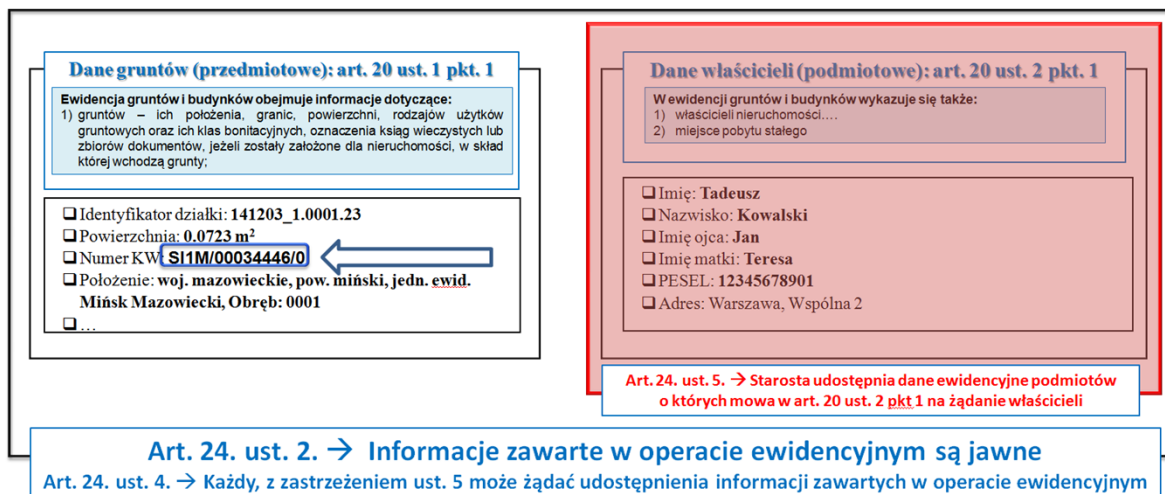 Dane gruntów (przedmiotowe): art. 20 ust. 1 pkt. 1
Ewidencja gruntów i budynków obejmuje informacje dotyczące:
1) gruntów – ich położenia, granic, powierzchni, rodzajów użytków
gruntowych oraz ich klas bonitacyjnych, oznaczenia ksiąg wieczystych lub
zbiorów dokumentów, jeżeli zostały założone dla nieruchomości, w skład
której wchodzą grunty;
❑ Identyfikator działki: 141203_1.0001.23
❑ Powierzchnia: 0.0723 m²
❑ Numer KW: SI1M/00034446/0
❑ Położenie: woj. mazowieckie, pow. miński, jedn. ewid.
Mińsk Mazowiecki, Obręb: 0001
❑ …
Dane właścicieli (podmiotowe): art. 20 ust. 2 pkt. 1
W ewidencji gruntów i budynków wykazuje się także:
1) właścicieli nieruchomości….
2) miejsce pobytu stałego
❑ Imię: Tadeusz
❑ Nazwisko: Kowalski
❑ Imię ojca: Jan
❑ Imię matki: Teresa
❑ PESEL: 12345678901
❑ Adres: Warszawa, Wspólna 2
Art. 24. ust. 5. → Starosta udostępnia dane ewidencyjne podmiotów
o których mowa w art. 20 ust. 2 pkt 1 na żądanie właścicieli
Art. 24. ust. 2. → Informacje zawarte w operacie ewidencyjnym są jawne
Art. 24. ust. 4. → Każdy, z zastrzeżeniem ust. 5 może żądać udostępnienia informacji zawartych w operacie ewidencyjnym